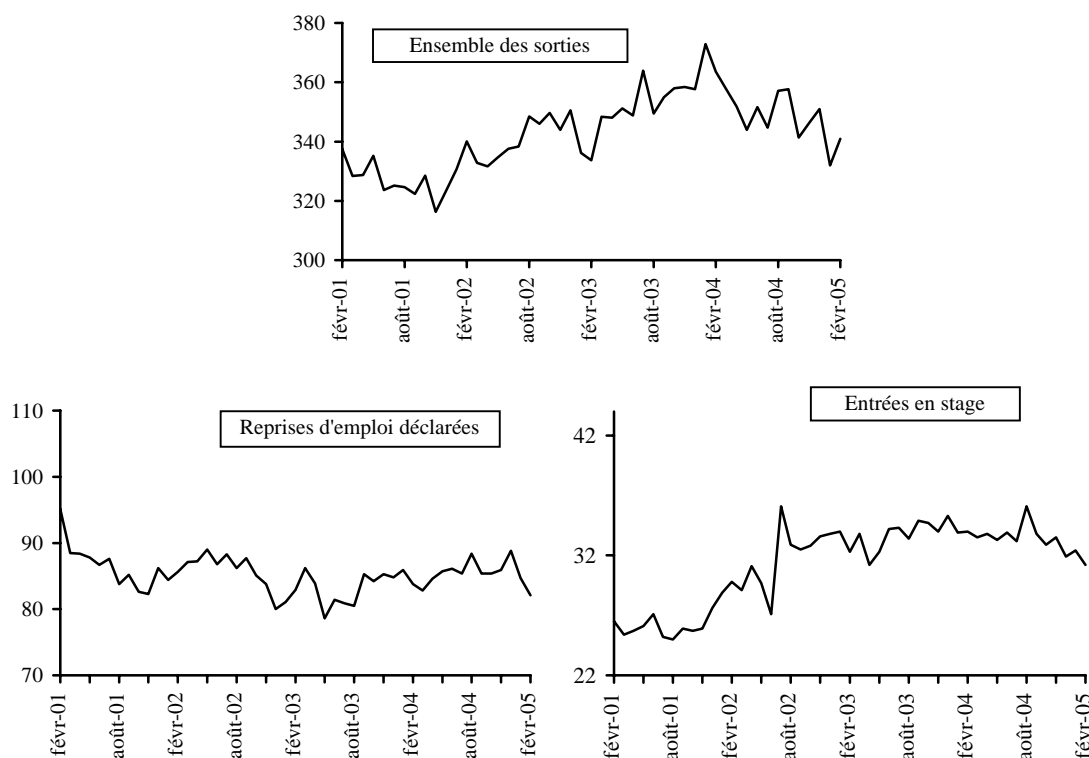 Ensemble des sorties
380
360
340
320
300
févr-01
août-01
févr-02
août-02
févr-03
août-03
févr-04
août-04
févr-05
Reprises d'emploi déclarées
110
100
90
80
70
févr-01
août-01
févr-02
août-02
févr-03
août-03
févr-04
août-04
févr-05
Entrées en stage
42
32
22
févr-01
août-01
févr-02
août-02
févr-03
août-03
févr-04
août-04
févr-05